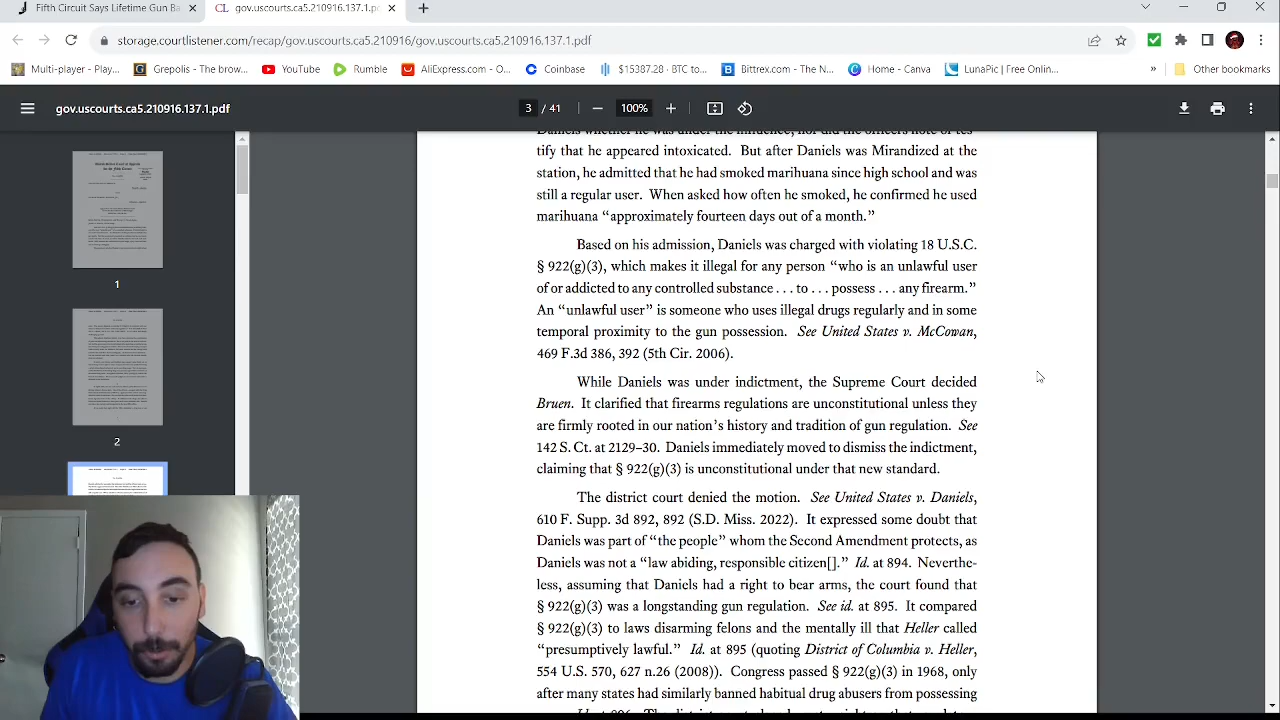 Fifth Circuit Says Lifetime Gun Ba
gov.uscourts.ca5.210916.137.1.p
storage.courtlistener.com/recap/gov.uscourts.ca5.210916/gov.uscourts.ca5.210916.137.1.pdf
Multi-player - Play...
Grepolis - The brow...
YouTube
Rumble
AliExpress.com - O...
Coinbase
$15387.28 · BTC to...
Bittrex.com - The N...
Home - Canva
LunaPic | Free Onlin...
»
Other bookmarks
gov.uscourts.ca5.210916.137.1.pdf
3 / 41
100%
1
2
Daniels whether he was under the influence, nor did the officers note or tes-
that he appeared intoxicated. But after Daniels was Mirandized at the
station, he admitted that he had smoked marihuana since high school and was
still a regular user. When asked how often he smoked, he confirmed he used
marihuana “approximately fourteen days out of a month.”
Based on his admission, Daniels was charged with violating 18 U.S.C.
§ 922(g)(3), which makes it illegal for any person “who is an unlawful user
of or addicted to any controlled substance . . . to . . . possess . . . any firearm.”
An “unlawful user” is someone who uses illegal drugs regularly and in some
temporal proximity to the gun possession. See United States v. McCowan,
F.3d 386, 392 (5th Cir. 2006).
While Daniels was under indictment, the Supreme Court decided
Bruen. It clarified that firearms regulations are unconstitutional unless they
are firmly rooted in our nation’s history and tradition of gun regulation. See
142 S. Ct. at 2129–30. Daniels immediately moved to dismiss the indictment,
claiming that § 922(g)(3) is unconstitutional under that new standard.
The district court denied the motion. See United States v. Daniels,
610 F. Supp. 3d 892, 892 (S.D. Miss. 2022). It expressed some doubt that
Daniels was part of “the people” whom the Second Amendment protects, as
Daniels was not a “law abiding, responsible citizen[].” Id. at 894. Neverthe-
less, assuming that Daniels had a right to bear arms, the court found that
§ 922(g)(3) was a longstanding gun regulation. See id. at 895. It compared
§ 922(g)(3) to laws disarming felons and the mentally ill that Heller called
“presumptively lawful.” Id. at 895 (quoting District of Columbia v. Heller,
554 U.S. 570, 627 n.26 (2008)). Congress passed § 922(g)(3) in 1968, only
after many states had similarly banned habitual drug abusers from possessing